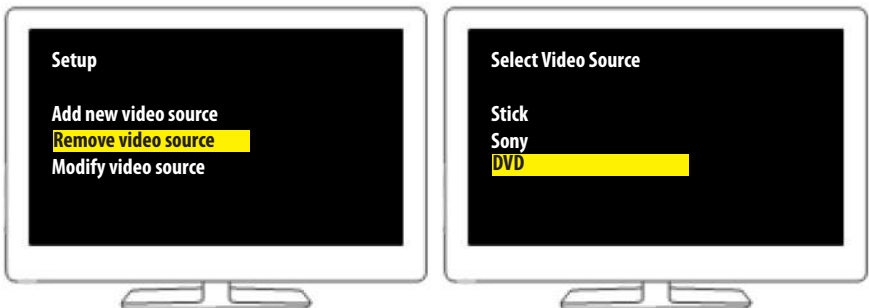 Setup
Add new video source
Remove video source
Modify video source
Select Video Source
Stick
Sony
DVD